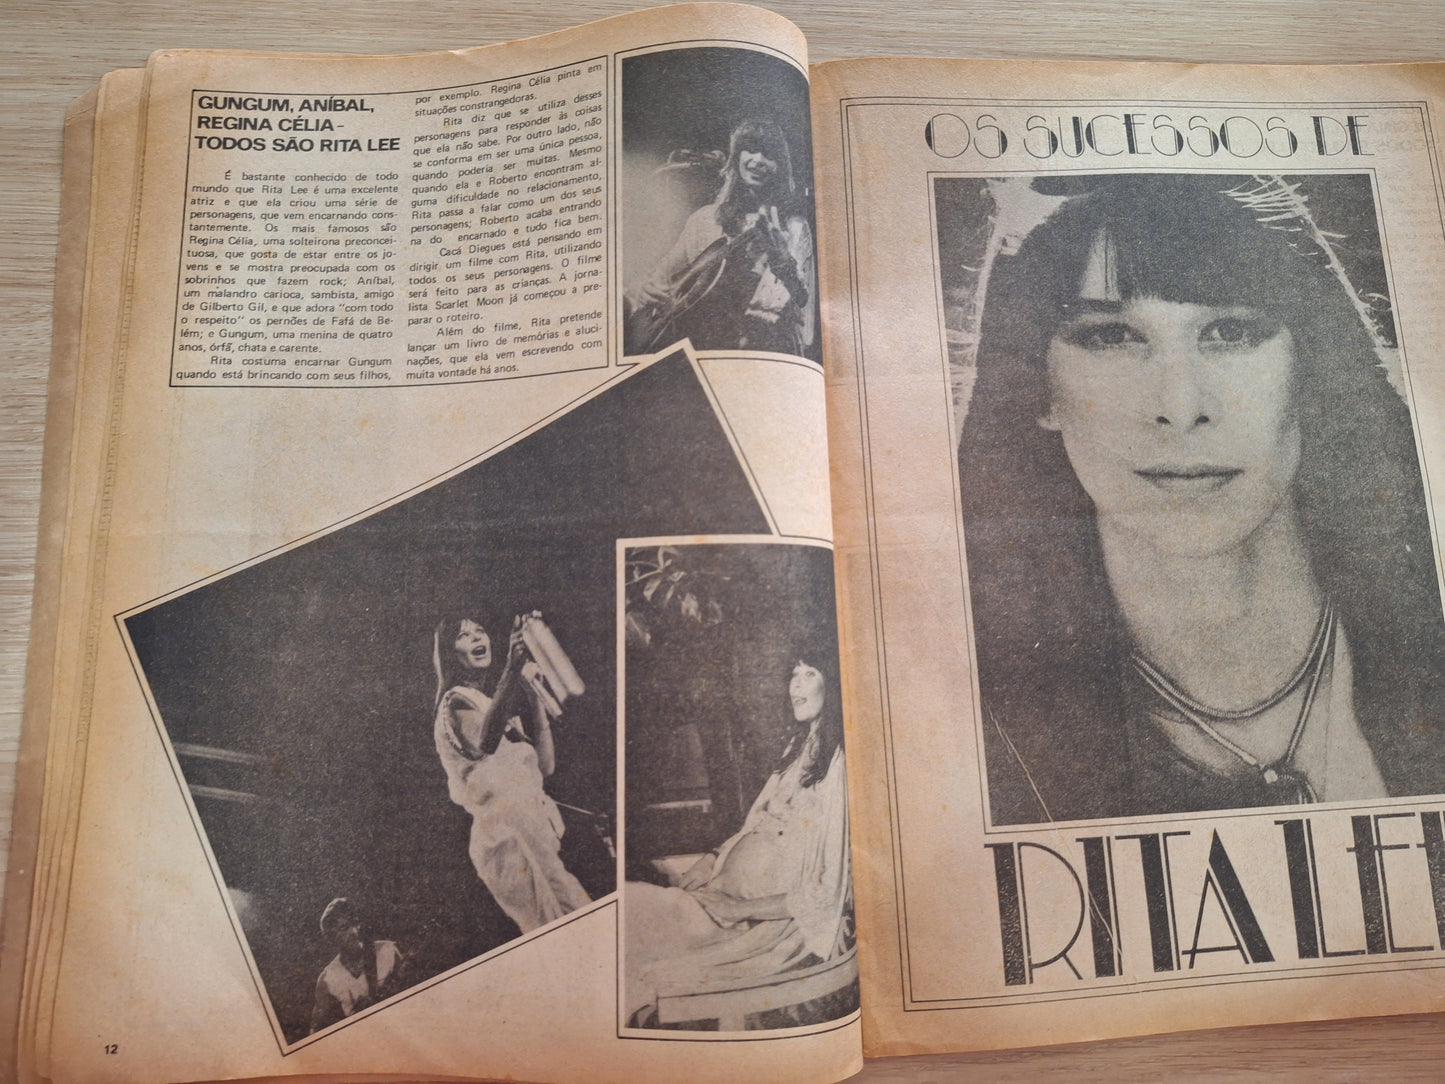 GUNGUM, ANÍBAL,
REGINA CÉLIA –
TODOS SÃO RITA LEE
É bastante conhecido de todo
mundo que Rita Lee é uma excelente
atriz e que ela criou uma série de
personagens, que vem encarnando cons-
tantemente. Os mais famosos são
Regina Célia, uma solteirona preconcei-
tuosa, que gosta de estar entre os jo-
vens e se mostra preocupada com os
sobrinhos que fazem rock; Aníbal,
um malandro carioca, sambista, amigo
de Gilberto Gil, e que adora "com todo
o respeito" os pernões de Fafá de Be-
lém; e Gungum, uma menina de quatro
anos, órfã, chata e carente.
Rita costuma encarnar Gungum
quando está brincando com seus filhos,
por exemplo. Regina Célia pinta em
situações constrangedoras.
Rita diz que se utiliza desses
personagens para responder às coisas
que ela não sabe. Por outro lado, não
se conforma em ser uma única pessoa,
quando poderia ser muitas. Mesmo
quando ela e Roberto encontram al-
guma dificuldade no relacionamento,
Rita passa a falar como um dos seus
personagens; Roberto acaba entrando
na do encarnado e tudo fica bem.
Cacá Diegues está pensando em
dirigir um filme com Rita, utilizando
todos os seus personagens. O filme
será feito para as crianças. A jorna-
lista Scarlet Moon já começou a pre-
parar o roteiro.
Além do filme, Rita pretende
lançar um livro de memórias e aluci-
nações, que ela vem escrevendo com
muita vontade há anos.
12
OS SUCESSOS DE
RITA LEE